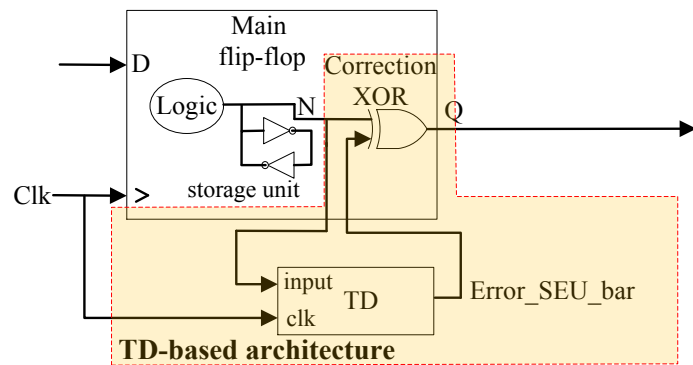 Main
flip-flop
D
Correction
XOR
Logic
N
Q
storage unit
Clk
>
input
TD
clk
Error_SEU_bar
TD-based architecture